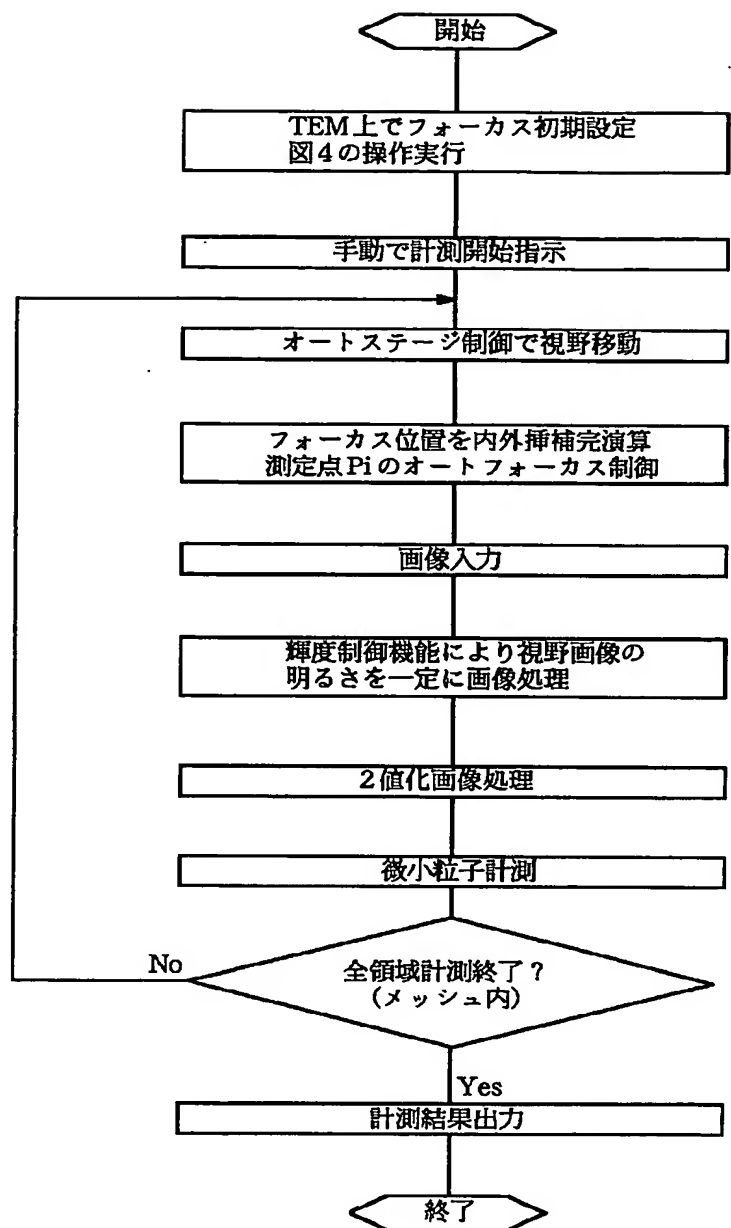 開始
TEM上でフォーカス初期設定
図4の操作実行
手動で計測開始指示
オートステージ制御で視野移動
フォーカス位置を内外挿補完演算
測定点Piのオートフォーカス制御
画像入力
輝度制御機能により視野画像の
明るさを一定に画像処理
2値化画像処理
微小粒子計測
全領域計測終了?
(メッシュ内)
No
Yes
計測結果出力
終了